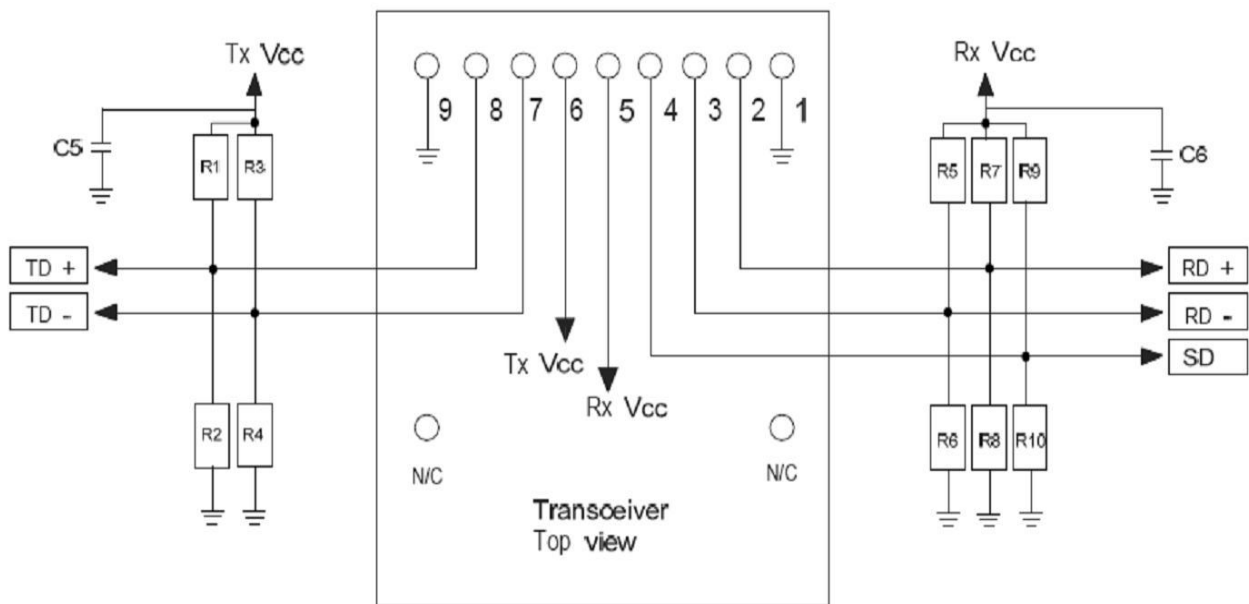 Tx Vcc
Rx Vcc
9 8 7 6 5 4 3 2 1
C5
R1 R3
R5 R7 R9
C6
TD +
RD +
TD -
RD -
SD
Tx Vcc
Rx Vcc
R2 R4
R6 R8 R10
N/C
N/C
Transceiver
Top view